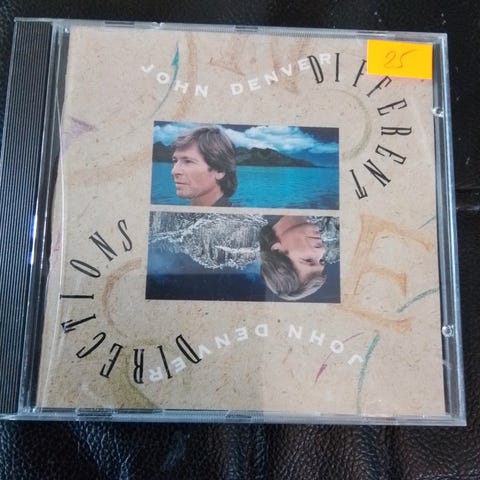 JOHN DENVER
DIFFERENT
25
DIRECTIONS
JOHN DENVER